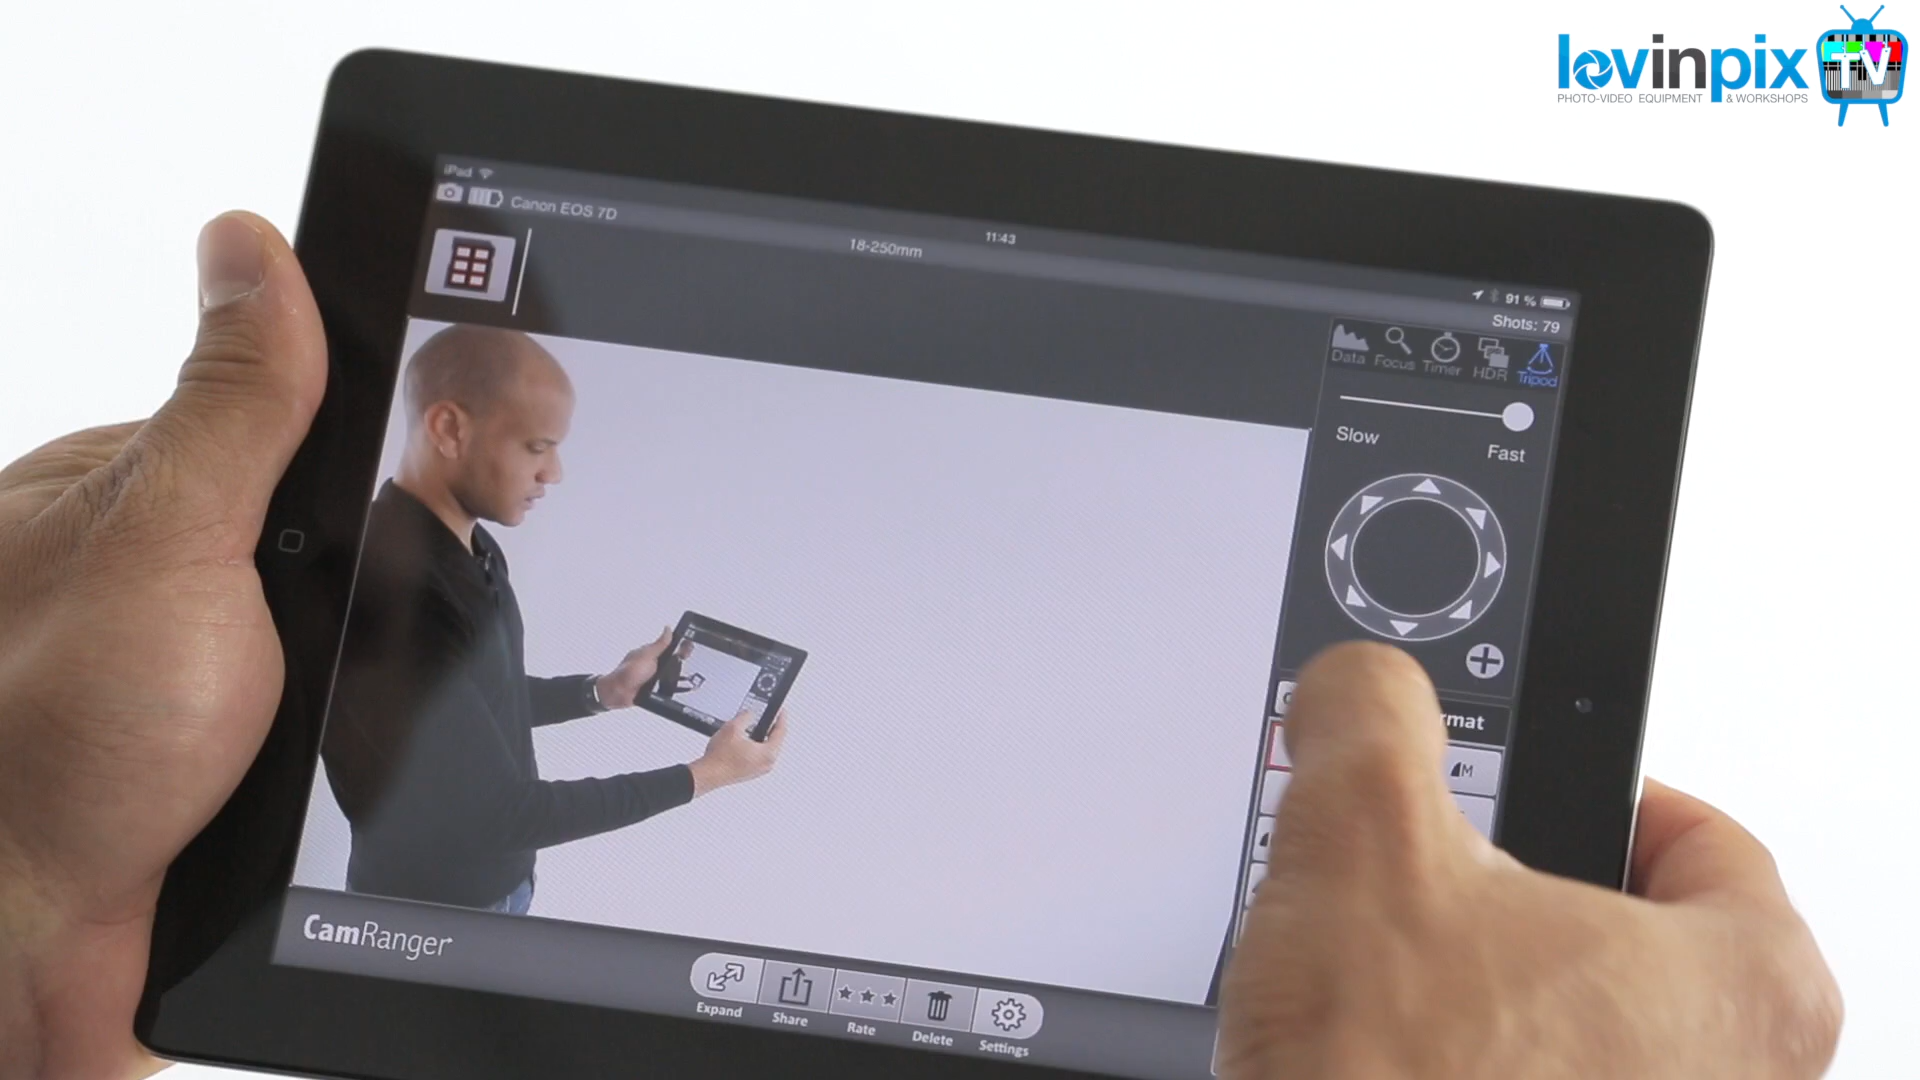 lovinpix TV
PHOTO-VIDEO EQUIPMENT & WORKSHOPS
iPad
11:43
91 %
Canon EOS 7D
18-250mm
Shots: 79
Data Focus Timer HDR Tripod
Slow Fast
rmat
M
CamRanger
Expand Share Rate Delete Settings